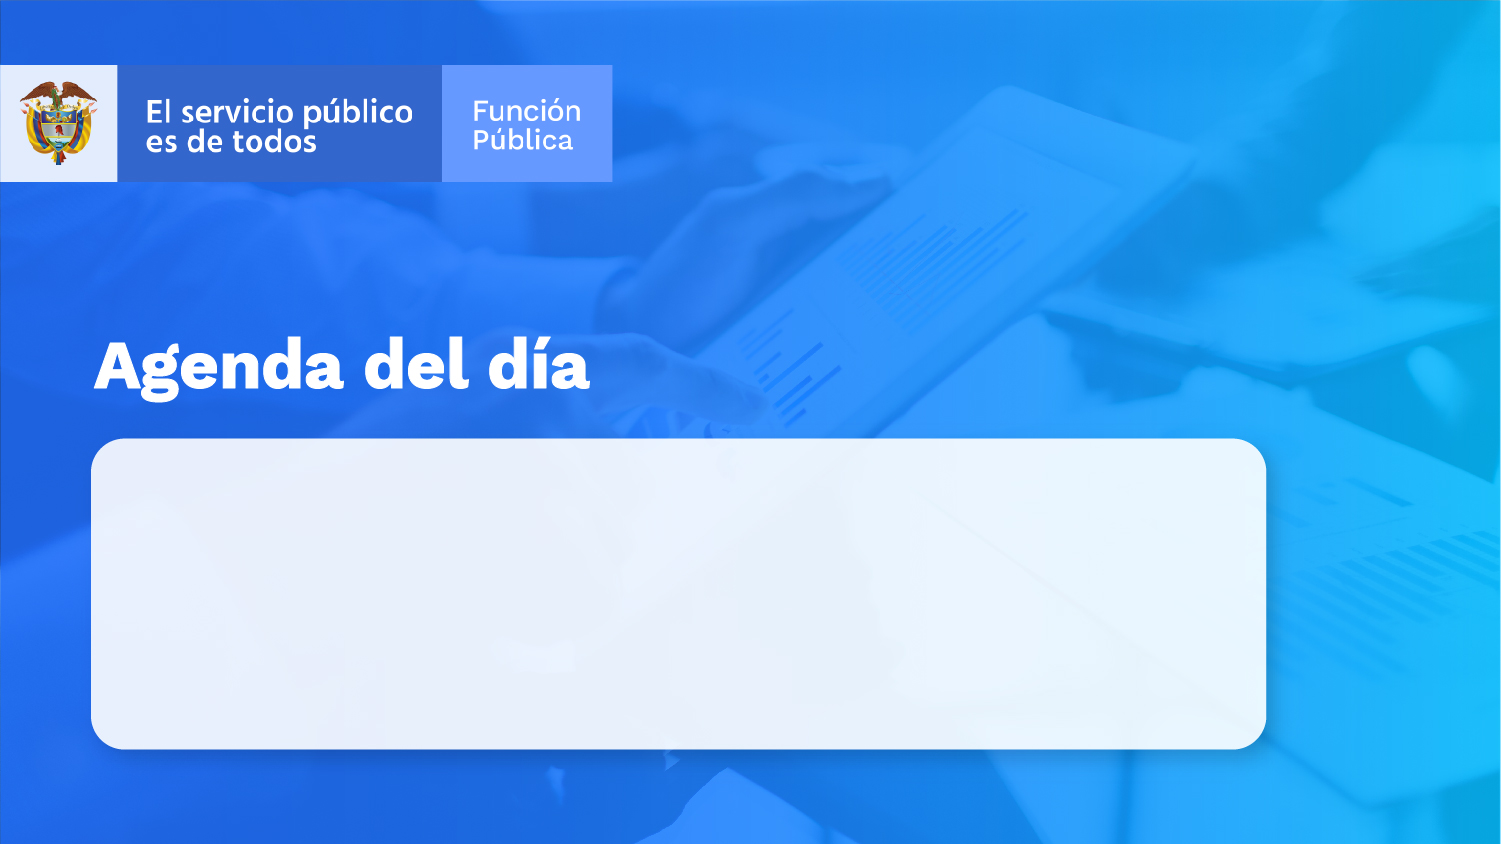 El servicio público
es de todos
Función
Pública
Agenda del día